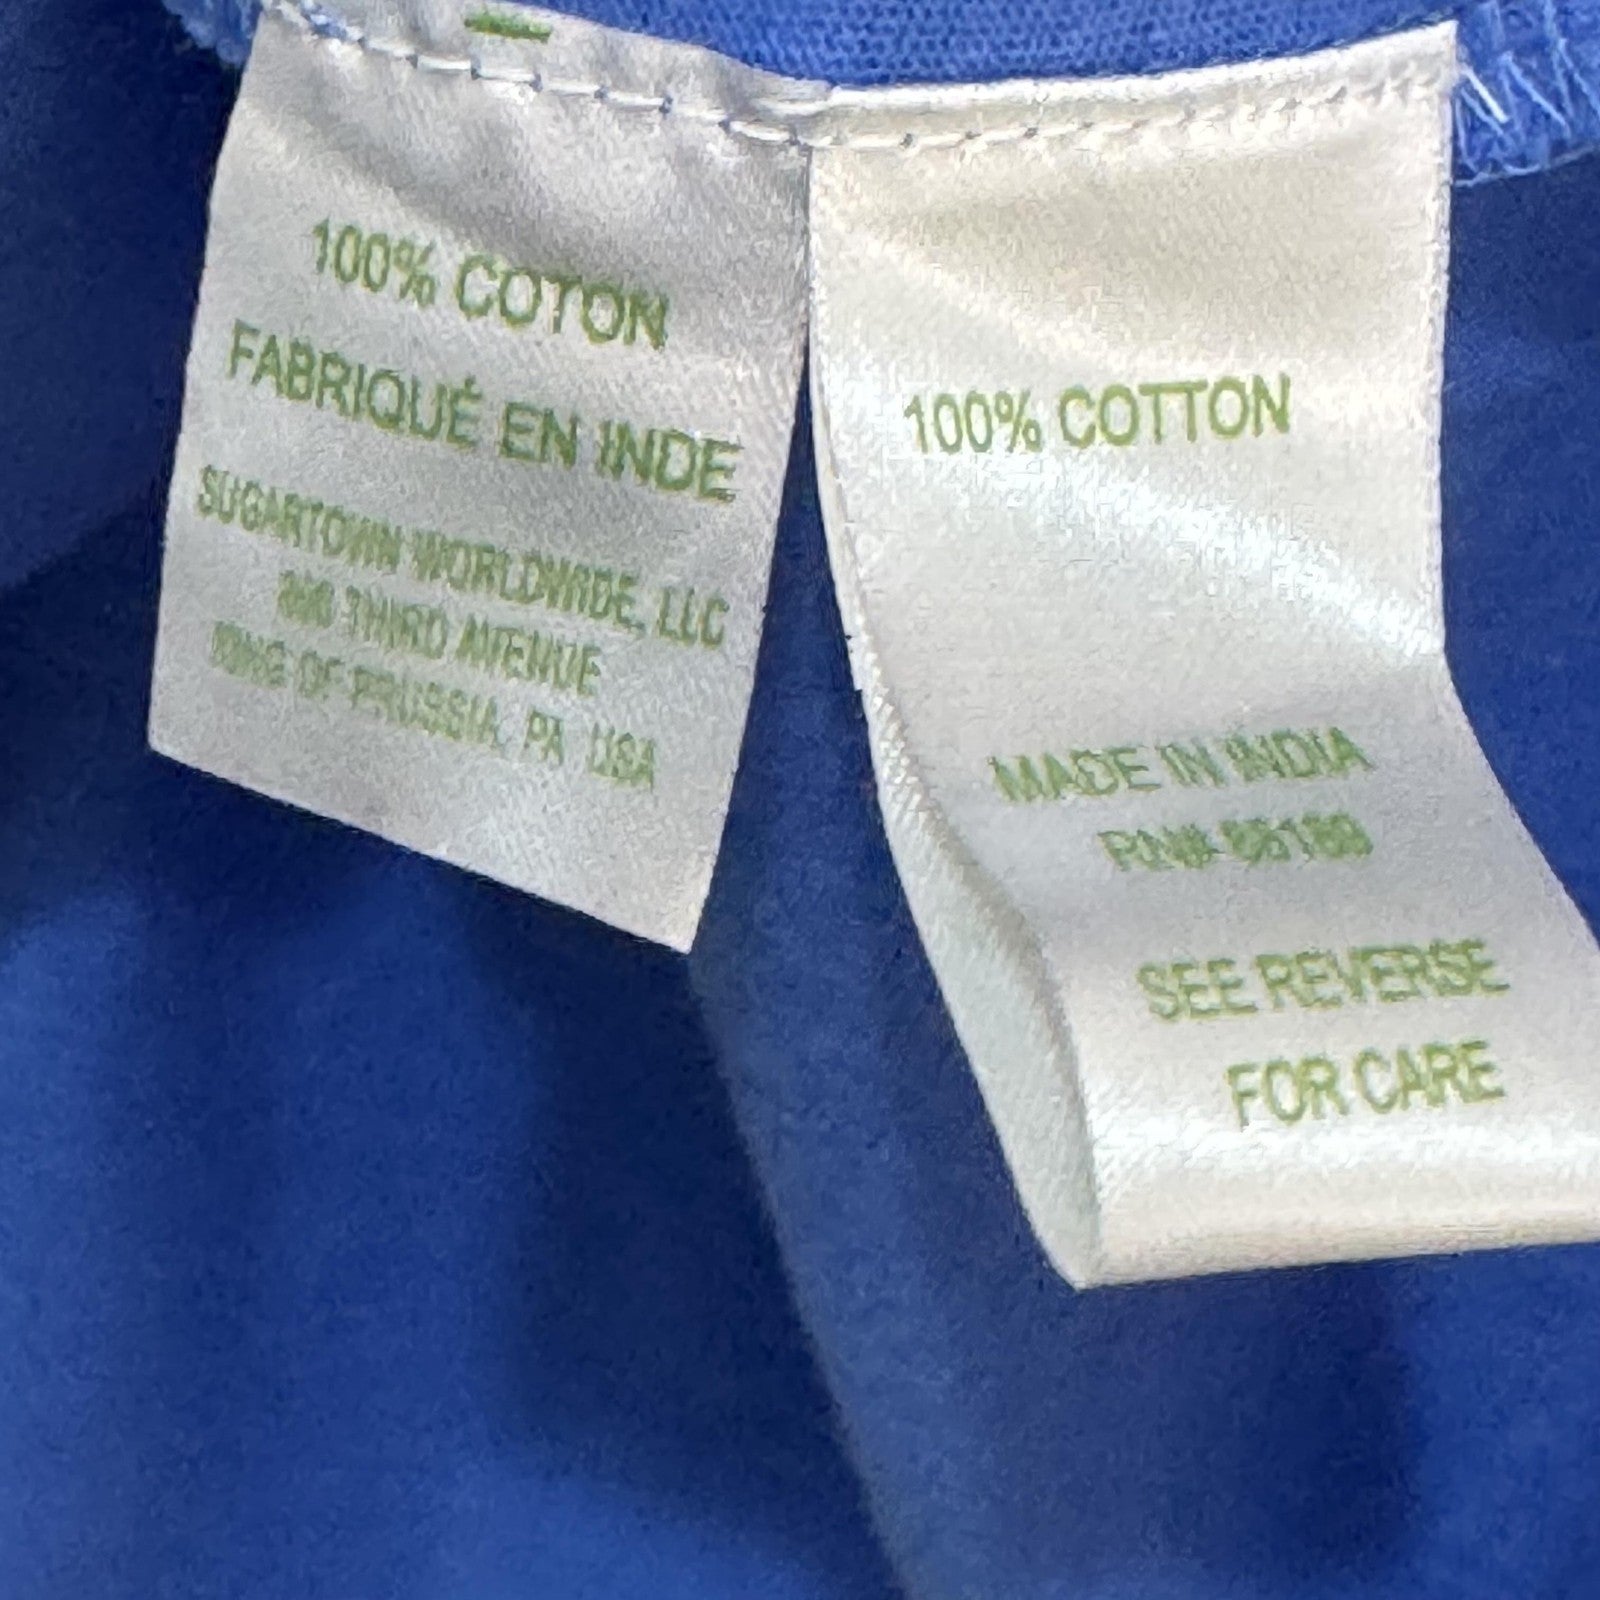 100% COTON
FABRIQUÉ EN INDE
SUGARTOWN WORLDWIDE, LLC
THIRD AVENUE
KING OF PRUSSIA, PA USA
100% COTTON
MADE IN INDIA
RN#
SEE REVERSE
FOR CARE